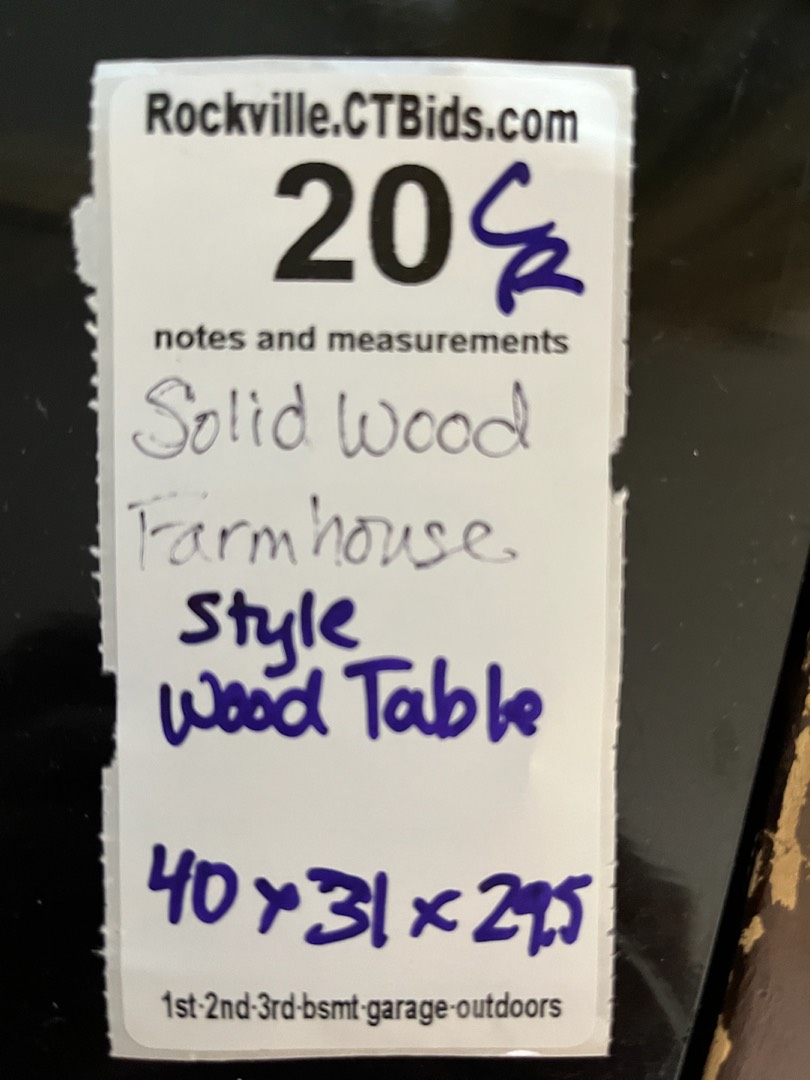 Rockville.CTBids.com
20 CR
notes and measurements
Solid Wood
Farmhouse
Style
Wood Table
40 x 31 x 29.5
1st-2nd-3rd-bsmt-garage-outdoors